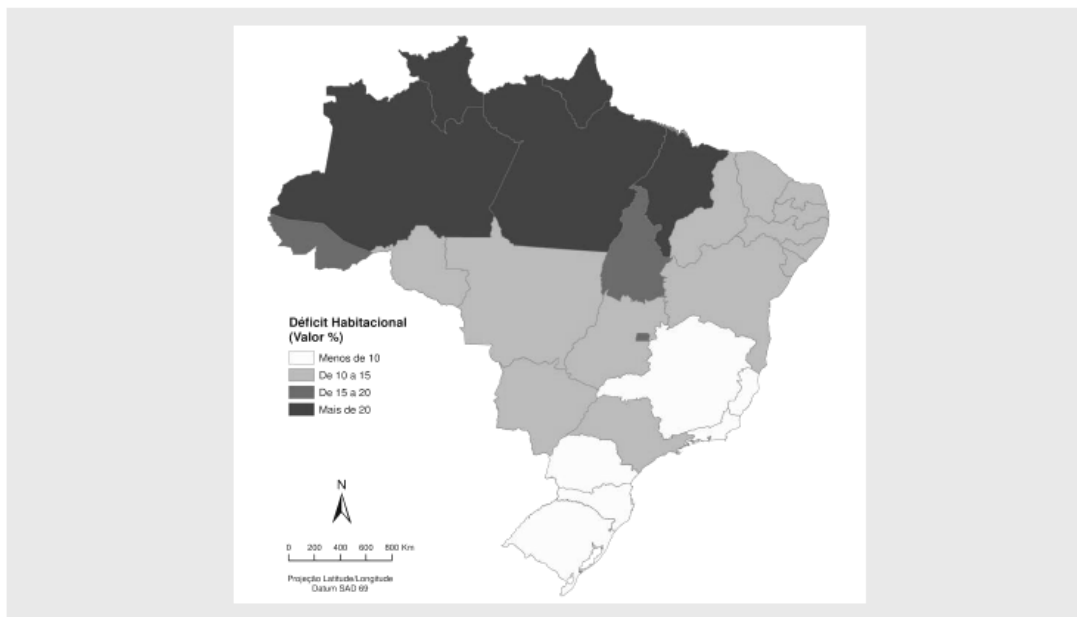 Déficit Habitacional
(Valor %)
Menos de 10
De 10 a 15
De 15 a 20
Mais de 20
N
0 200 400 600 800 Km
Projeção Latitude/Longitude
Datum SAD 69